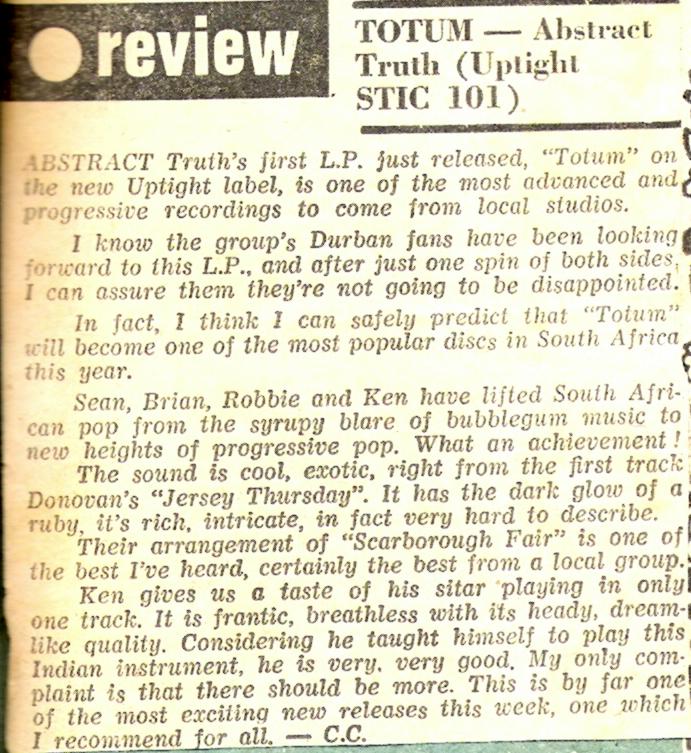 review
TOTUM — Abstract
Truth (Uptight
STIC 101)
ABSTRACT Truth's first L.P. just released, "Totum" on
the new Uptight label, is one of the most advanced and
progressive recordings to come from local studios.
I know the group's Durban fans have been looking
forward to this L.P., and after just one spin of both sides,
I can assure them they're not going to be disappointed.
In fact, I think I can safely predict that "Totum"
will become one of the most popular discs in South Africa
this year.
Sean, Brian, Robbie and Ken have lifted South Afri-
can pop from the syrupy blare of bubblegum music to
new heights of progressive pop. What an achievement!
The sound is cool, exotic, right from the first track
Donovan's "Jersey Thursday". It has the dark glow of a
ruby, it's rich, intricate, in fact very hard to describe.
Their arrangement of "Scarborough Fair" is one of
the best I've heard, certainly the best from a local group.
Ken gives us a taste of his sitar playing in only
one track. It is frantic, breathless with its heady, dream-
like quality. Considering he taught himself to play this
Indian instrument, he is very, very good. My only com-
plaint is that there should be more. This is by far one
of the most exciting new releases this week, one which
I recommend for all. — C.C.